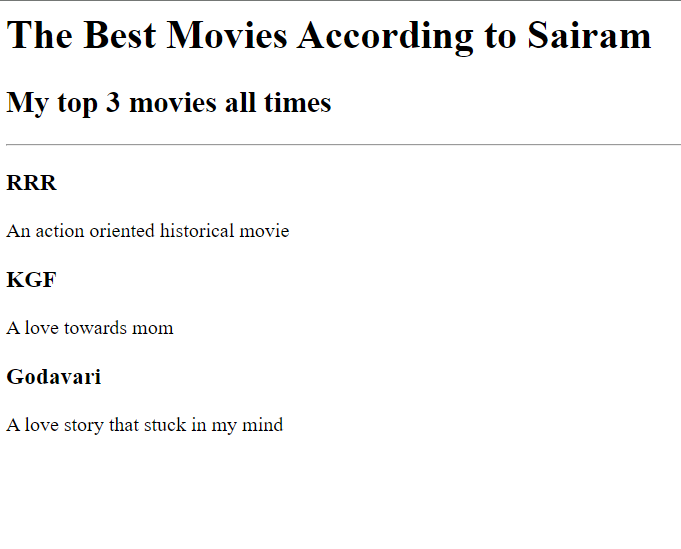 The Best Movies According to Sairam
My top 3 movies all times
RRR
An action oriented historical movie
KGF
A love towards mom
Godavari
A love story that stuck in my mind